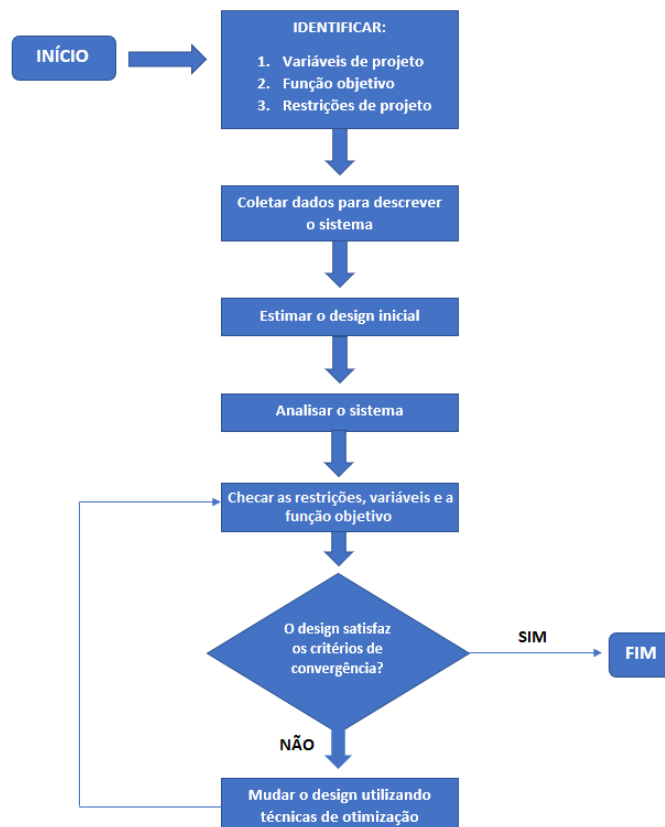 INÍCIO
IDENTIFICAR:
1. Variáveis de projeto
2. Função objetivo
3. Restrições de projeto
Coletar dados para descrever
o sistema
Estimar o design inicial
Analisar o sistema
Checar as restrições, variáveis e a
função objetivo
O design satisfaz
os critérios de
convergência?
SIM
FIM
NÃO
Mudar o design utilizando
técnicas de otimização